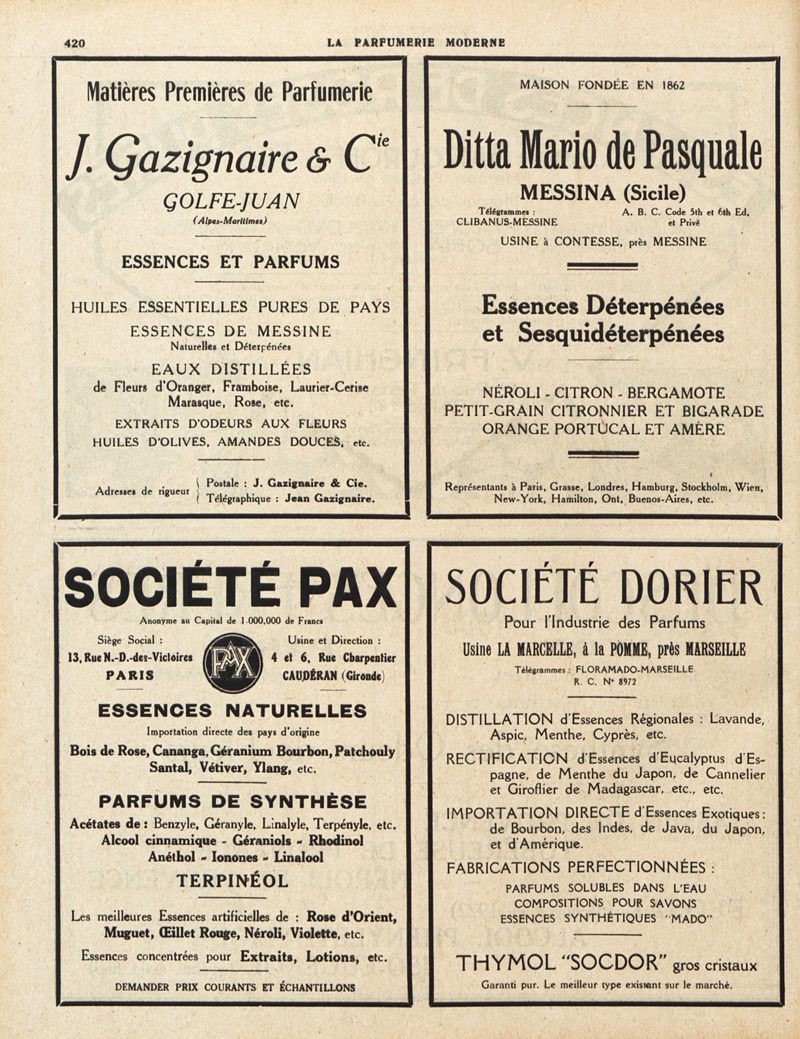 420
LA PARFUMERIE MODERNE
Matières Premières de Parfumerie
J. Gazignaire & Cie
GOLFE-JUAN
(Alpes-Maritimes)
ESSENCES ET PARFUMS
HUILES ESSENTIELLES PURES DE PAYS
ESSENCES DE MESSINE
Naturelles et Déterpénées
EAUX DISTILLÉES
de Fleurs d'Oranger, Framboise, Laurier-Cerise
Marasque, Rose, etc.
EXTRAITS D'ODEURS AUX FLEURS
HUILES D'OLIVES, AMANDES DOUCES, etc.
Adresses de rigueur
Postale : J. Gazignaire & Cie.
Télégraphique : Jean Gazignaire.
MAISON FONDÉE EN 1862
Ditta Mario de Pasquale
MESSINA (Sicile)
Télégrammes :
CLIBANUS-MESSINE
A. B. C. Code 5th et 6th Ed.
et Privé
USINE à CONTESSE, près MESSINE
Essences Déterpénées
et Sesquidéterpénées
NÉROLI - CITRON - BERGAMOTE
PETIT-GRAIN CITRONNIER ET BIGARADE
ORANGE PORTUCAL ET AMÈRE
Représentants à Paris, Grasse, Londres, Hamburg, Stockholm, Wien,
New-York, Hamilton, Ont, Buenos-Aires, etc.
SOCIÉTÉ PAX
Anonyme au Capital de 1.000,000 de Francs
Siège Social :
13, Rue N.-D.-des-Victoires
PARIS
PAX
Usine et Direction :
4 et 6, Rue Charpentier
CAUDÉRAN (Gironde)
ESSENCES NATURELLES
Importation directe des pays d'origine
Bois de Rose, Cananga, Géranium Bourbon, Patchouly
Santal, Vétiver, Ylang, etc.
PARFUMS DE SYNTHÈSE
Acétates de : Benzyle, Géranyle, Linalyle, Terpényle, etc.
Alcool cinnamique - Géraniols - Rhodinol
Anéthol - Ionones - Linalool
TERPINÉOL
Les meilleures Essences artificielles de : Rose d'Orient,
Muguet, Œillet Rouge, Néroli, Violette, etc.
Essences concentrées pour Extraits, Lotions, etc.
DEMANDER PRIX COURANTS ET ÉCHANTILLONS
SOCIÉTÉ DORIER
Pour l'Industrie des Parfums
Usine LA MARCELLE, à la POMME, près MARSEILLE
Télégrammes : FLORAMADO-MARSEILLE
R. C. N° 8972
DISTILLATION d'Essences Régionales : Lavande,
Aspic, Menthe, Cyprès, etc.
RECTIFICATION d'Essences d'Eucalyptus d'Es-
pagne, de Menthe du Japon, de Cannelier
et Giroflier de Madagascar, etc., etc.
IMPORTATION DIRECTE d'Essences Exotiques :
de Bourbon, des Indes, de Java, du Japon,
et d'Amérique.
FABRICATIONS PERFECTIONNÉES :
PARFUMS SOLUBLES DANS L'EAU
COMPOSITIONS POUR SAVONS
ESSENCES SYNTHÉTIQUES "MADO"
THYMOL "SOCDOR" gros cristaux
Garanti pur. Le meilleur type existant sur le marché.